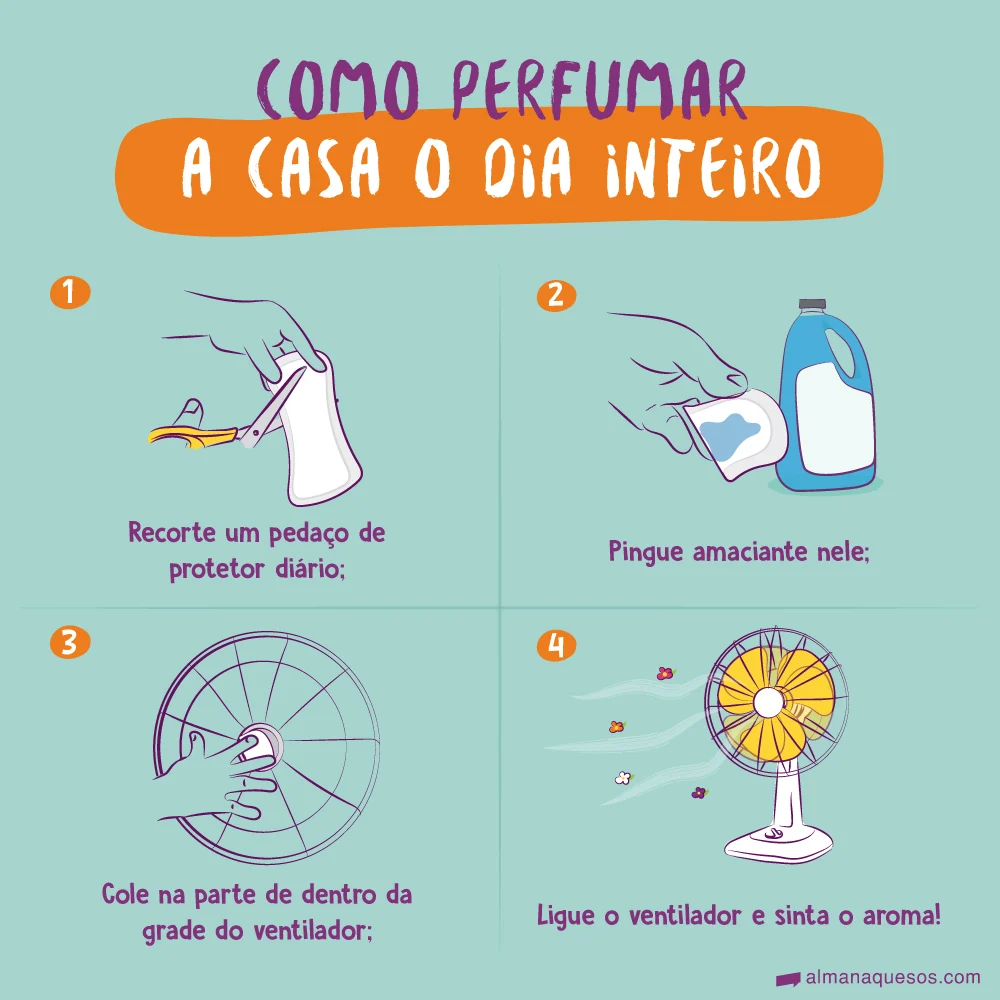 COMO PERFUMAR
A CASA O DIA INTEIRO
1
Recorte um pedaço de
protetor diário;
2
Pingue amaciante nele;
3
Cole na parte de dentro da
grade do ventilador;
4
Ligue o ventilador e sinta o aroma!
almanaquesos.com